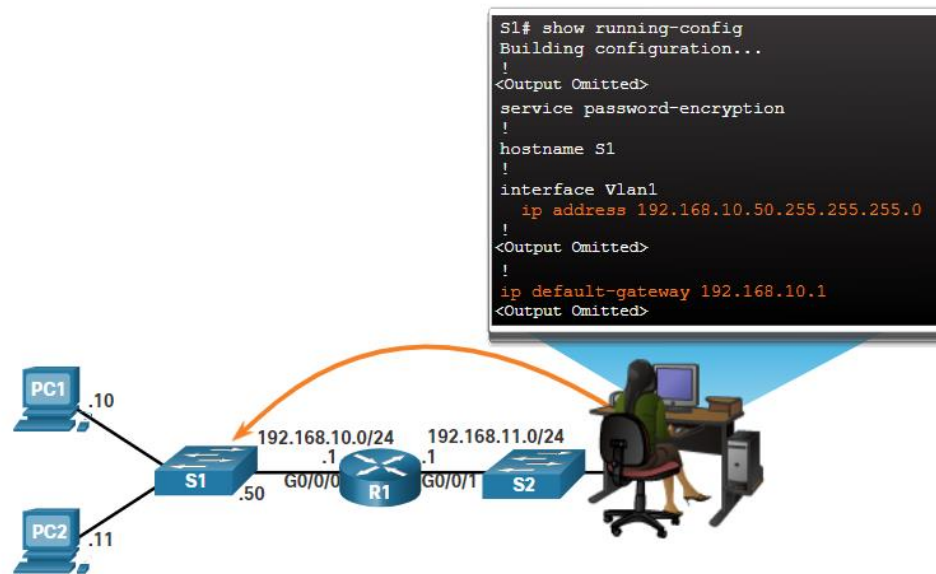 S1# show running-config
Building configuration...
!
<Output Omitted>
service password-encryption
!
hostname S1
!
interface Vlan1
ip address 192.168.10.50.255.255.255.0
!
<Output Omitted>
!
ip default-gateway 192.168.10.1
<Output Omitted>
PC1
.10
192.168.10.0/24
192.168.11.0/24
.1
.1
S1
.50
G0/0/0
R1
G0/0/1
S2
PC2
.11